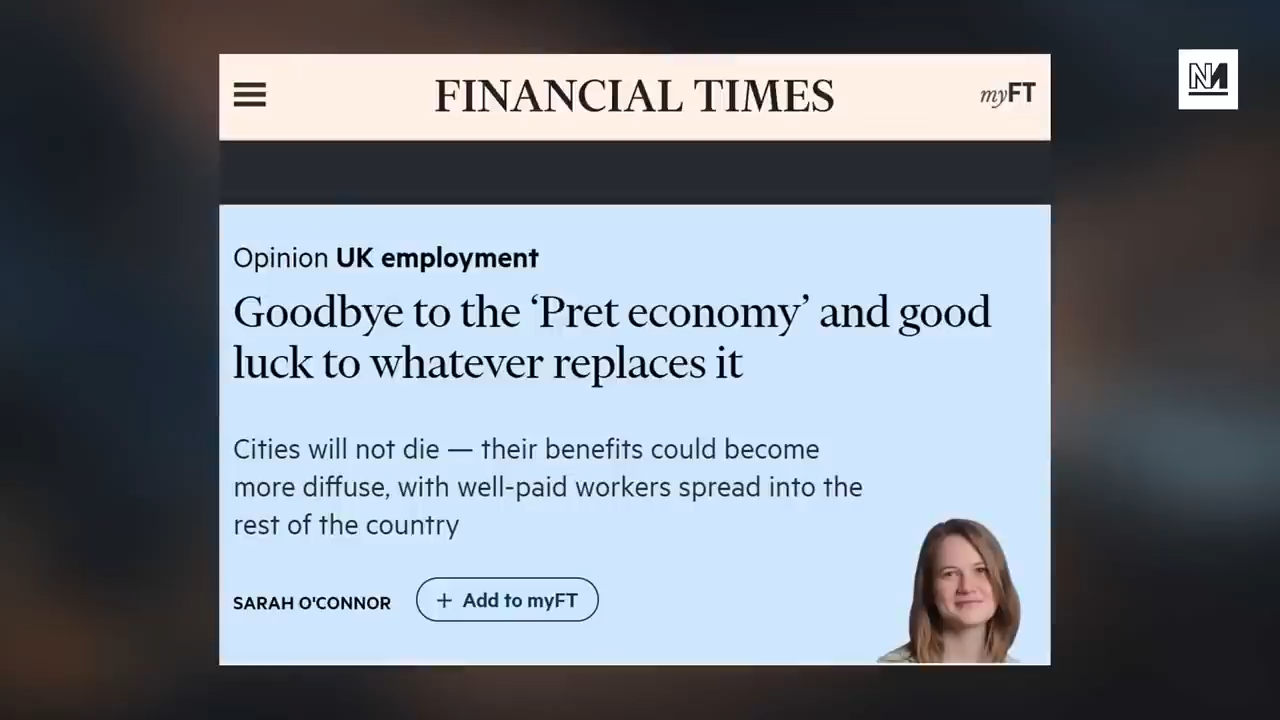 FINANCIAL TIMES
myFT
NM
Opinion UK employment
Goodbye to the ‘Pret economy’ and good
luck to whatever replaces it
Cities will not die — their benefits could become
more diffuse, with well-paid workers spread into the
rest of the country
SARAH O'CONNOR
+ Add to myFT